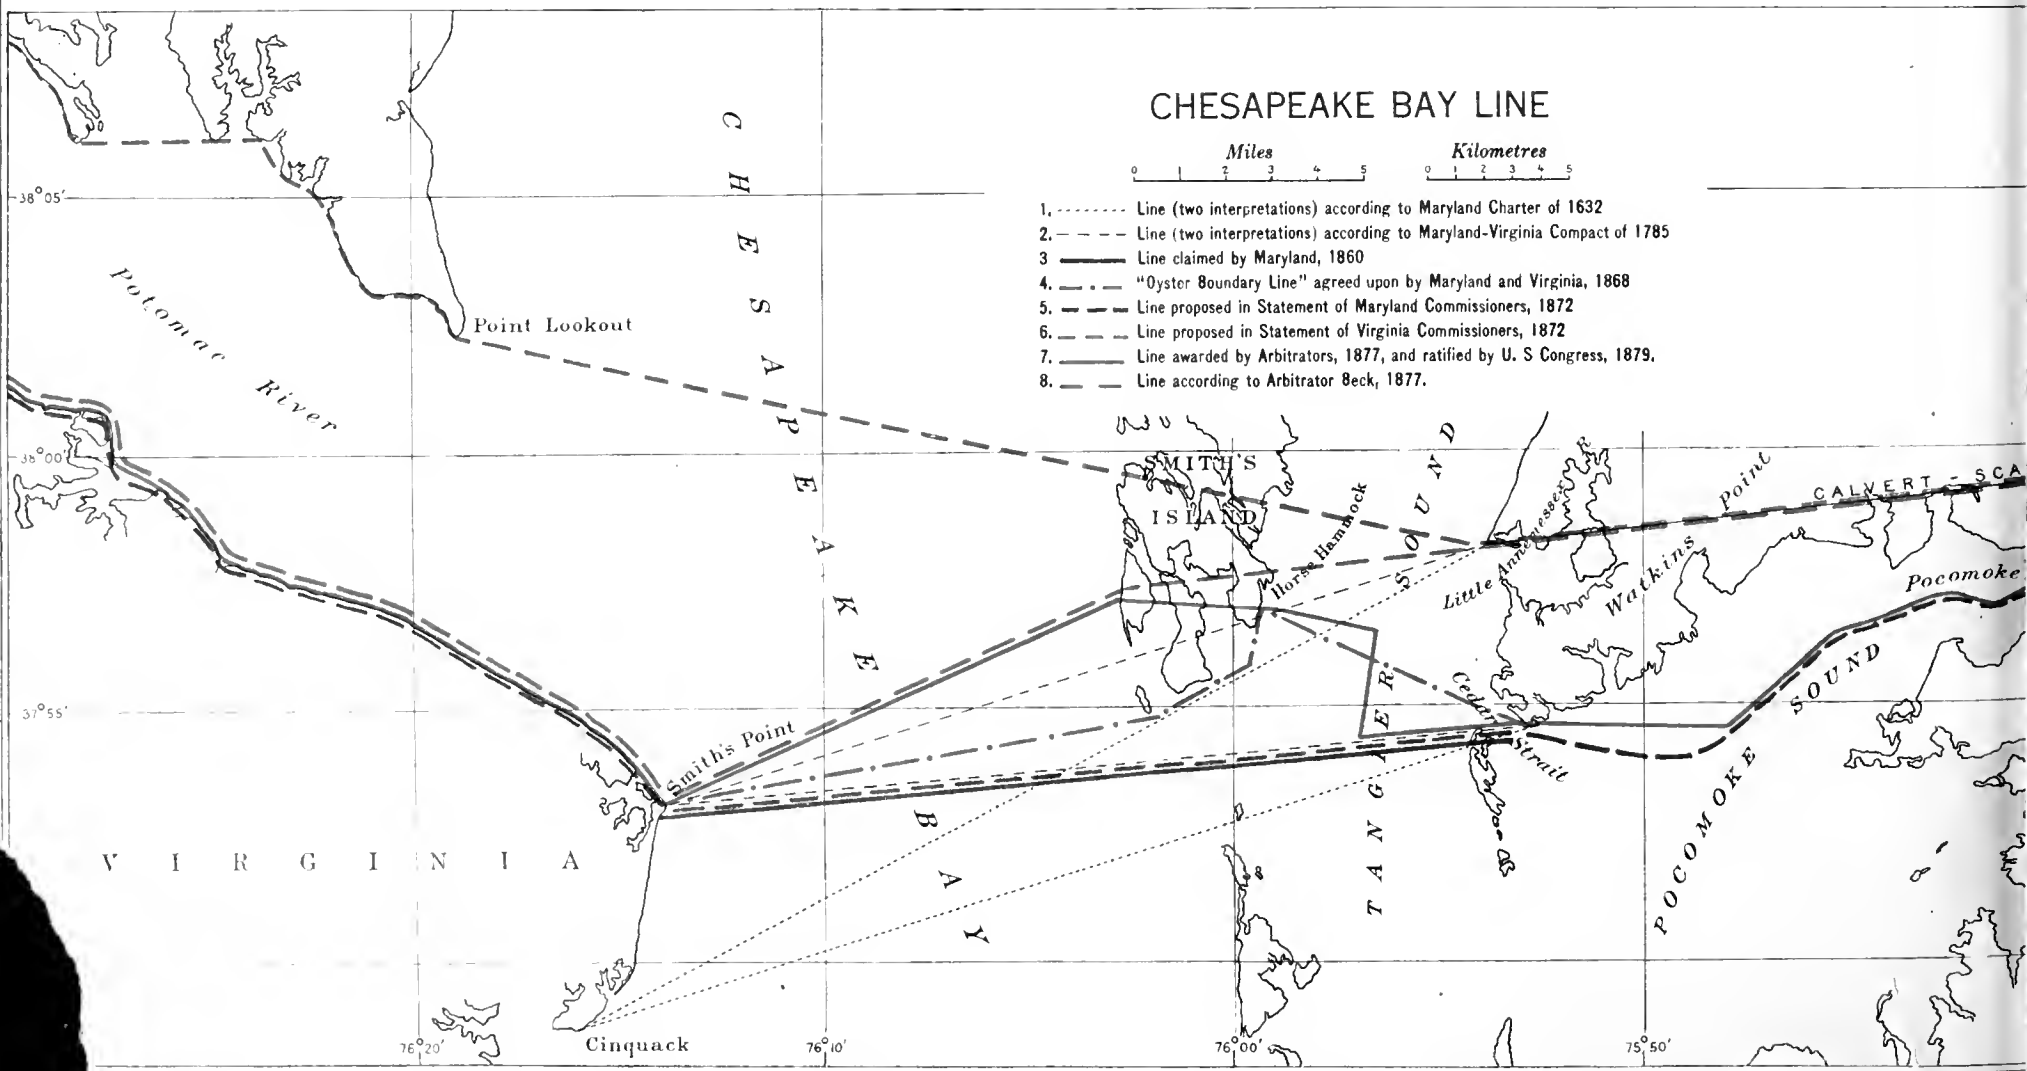 CHESAPEAKE BAY LINE
Miles
0 1 2 3 4 5
Kilometres
0 1 2 3 4 5
1. Line (two interpretations) according to Maryland Charter of 1632
2. Line (two interpretations) according to Maryland-Virginia Compact of 1785
3 Line claimed by Maryland, 1860
4. "Oyster Boundary Line" agreed upon by Maryland and Virginia, 1868
5. Line proposed in Statement of Maryland Commissioners, 1872
6. Line proposed in Statement of Virginia Commissioners, 1872
7. Line awarded by Arbitrators, 1877, and ratified by U. S Congress, 1879.
8. Line according to Arbitrator Beck, 1877.
38°05'
Potomac River
Point Lookout
CHESAPEAKE BAY
38°00'
SMITH'S
ISLAND
Horse Hammock
TANGIER SOUND
Little Annemessex R
Watkins Point
CALVERT - SCA
Pocomoke
POCOMOKE SOUND
Cedar Strait
37°55'
Smith's Point
VIRGINIA
Cinquack
76°20'
76°10'
76°00'
75°50'